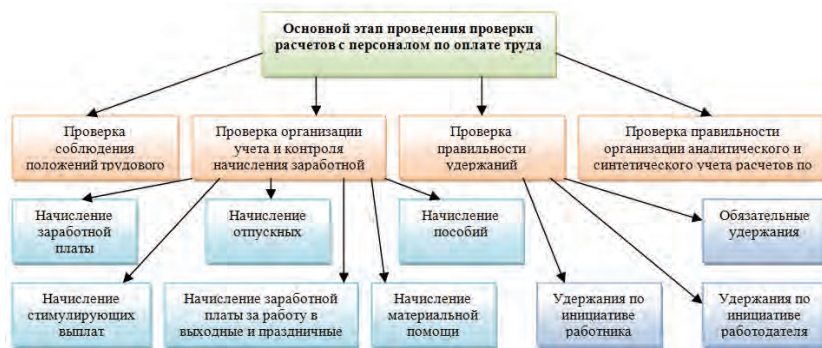 Основной этап проведения проверки
расчетов с персоналом по оплате труда
Проверка
соблюдения
положений трудового
Проверка организации
учета и контроля
начисления заработной
Проверка
правильности
удержаний
Проверка правильности
организации аналитического и
синтетического учета расчетов по
Начисление
заработной
платы
Начисление
отпускных
Начисление
пособий
Обязательные
удержания
Начисление
стимулирующих
выплат
Начисление заработной
платы за работу в
выходные и праздничные
Начисление
материальной
помощи
Удержания по
инициативе
работника
Удержания по
инициативе
работодателя